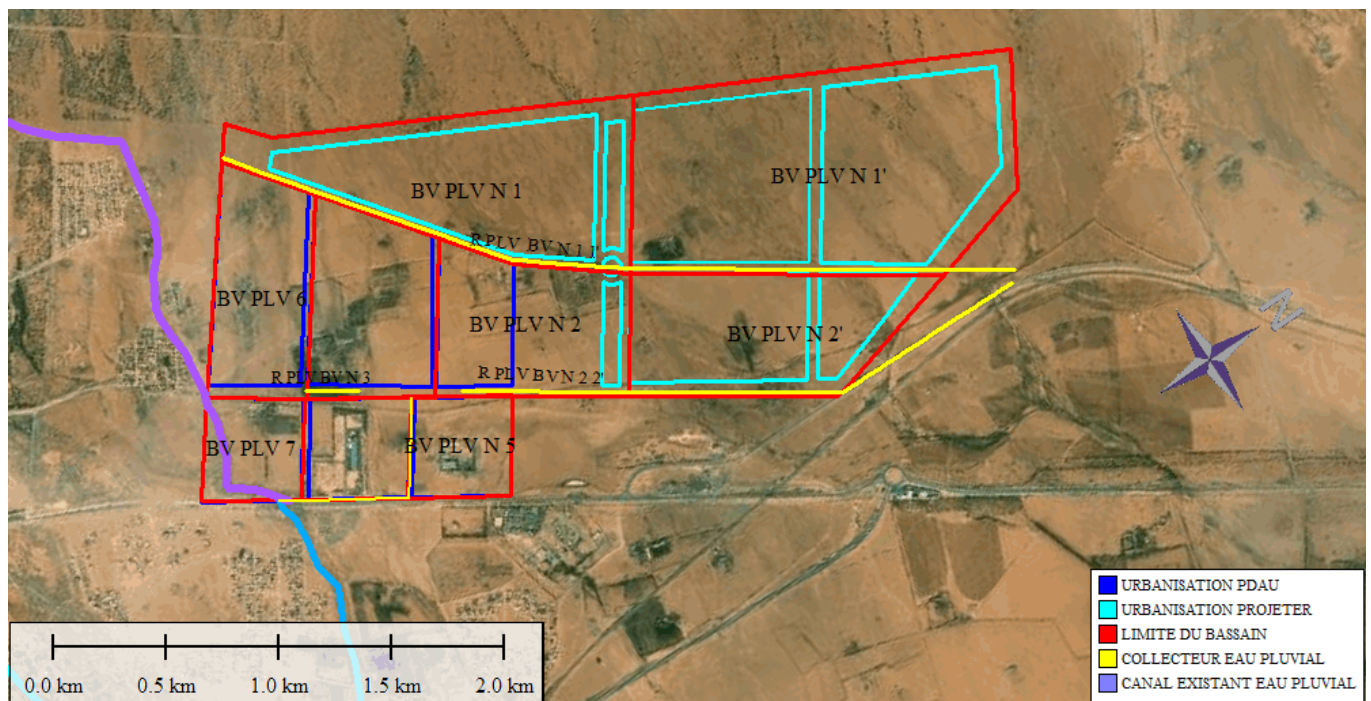 BV PLV N 1'
BV PLV N 1
R PLV BVN 1 1'
BV PLV 6
N
BV PLV N 2
BV PLV N 2'
R PLV BVN 3
R PLV BVN 2 2'
BV PLV 7
BV PLV N 5
URBANISATION PDAU
URBANISATION PROJETER
LIMITE DU BASSAIN
COLLECTEUR EAU PLUVIAL
CANAL EXISTANT EAU PLUVIAL
0.0 km 0.5 km 1.0 km 1.5 km 2.0 km